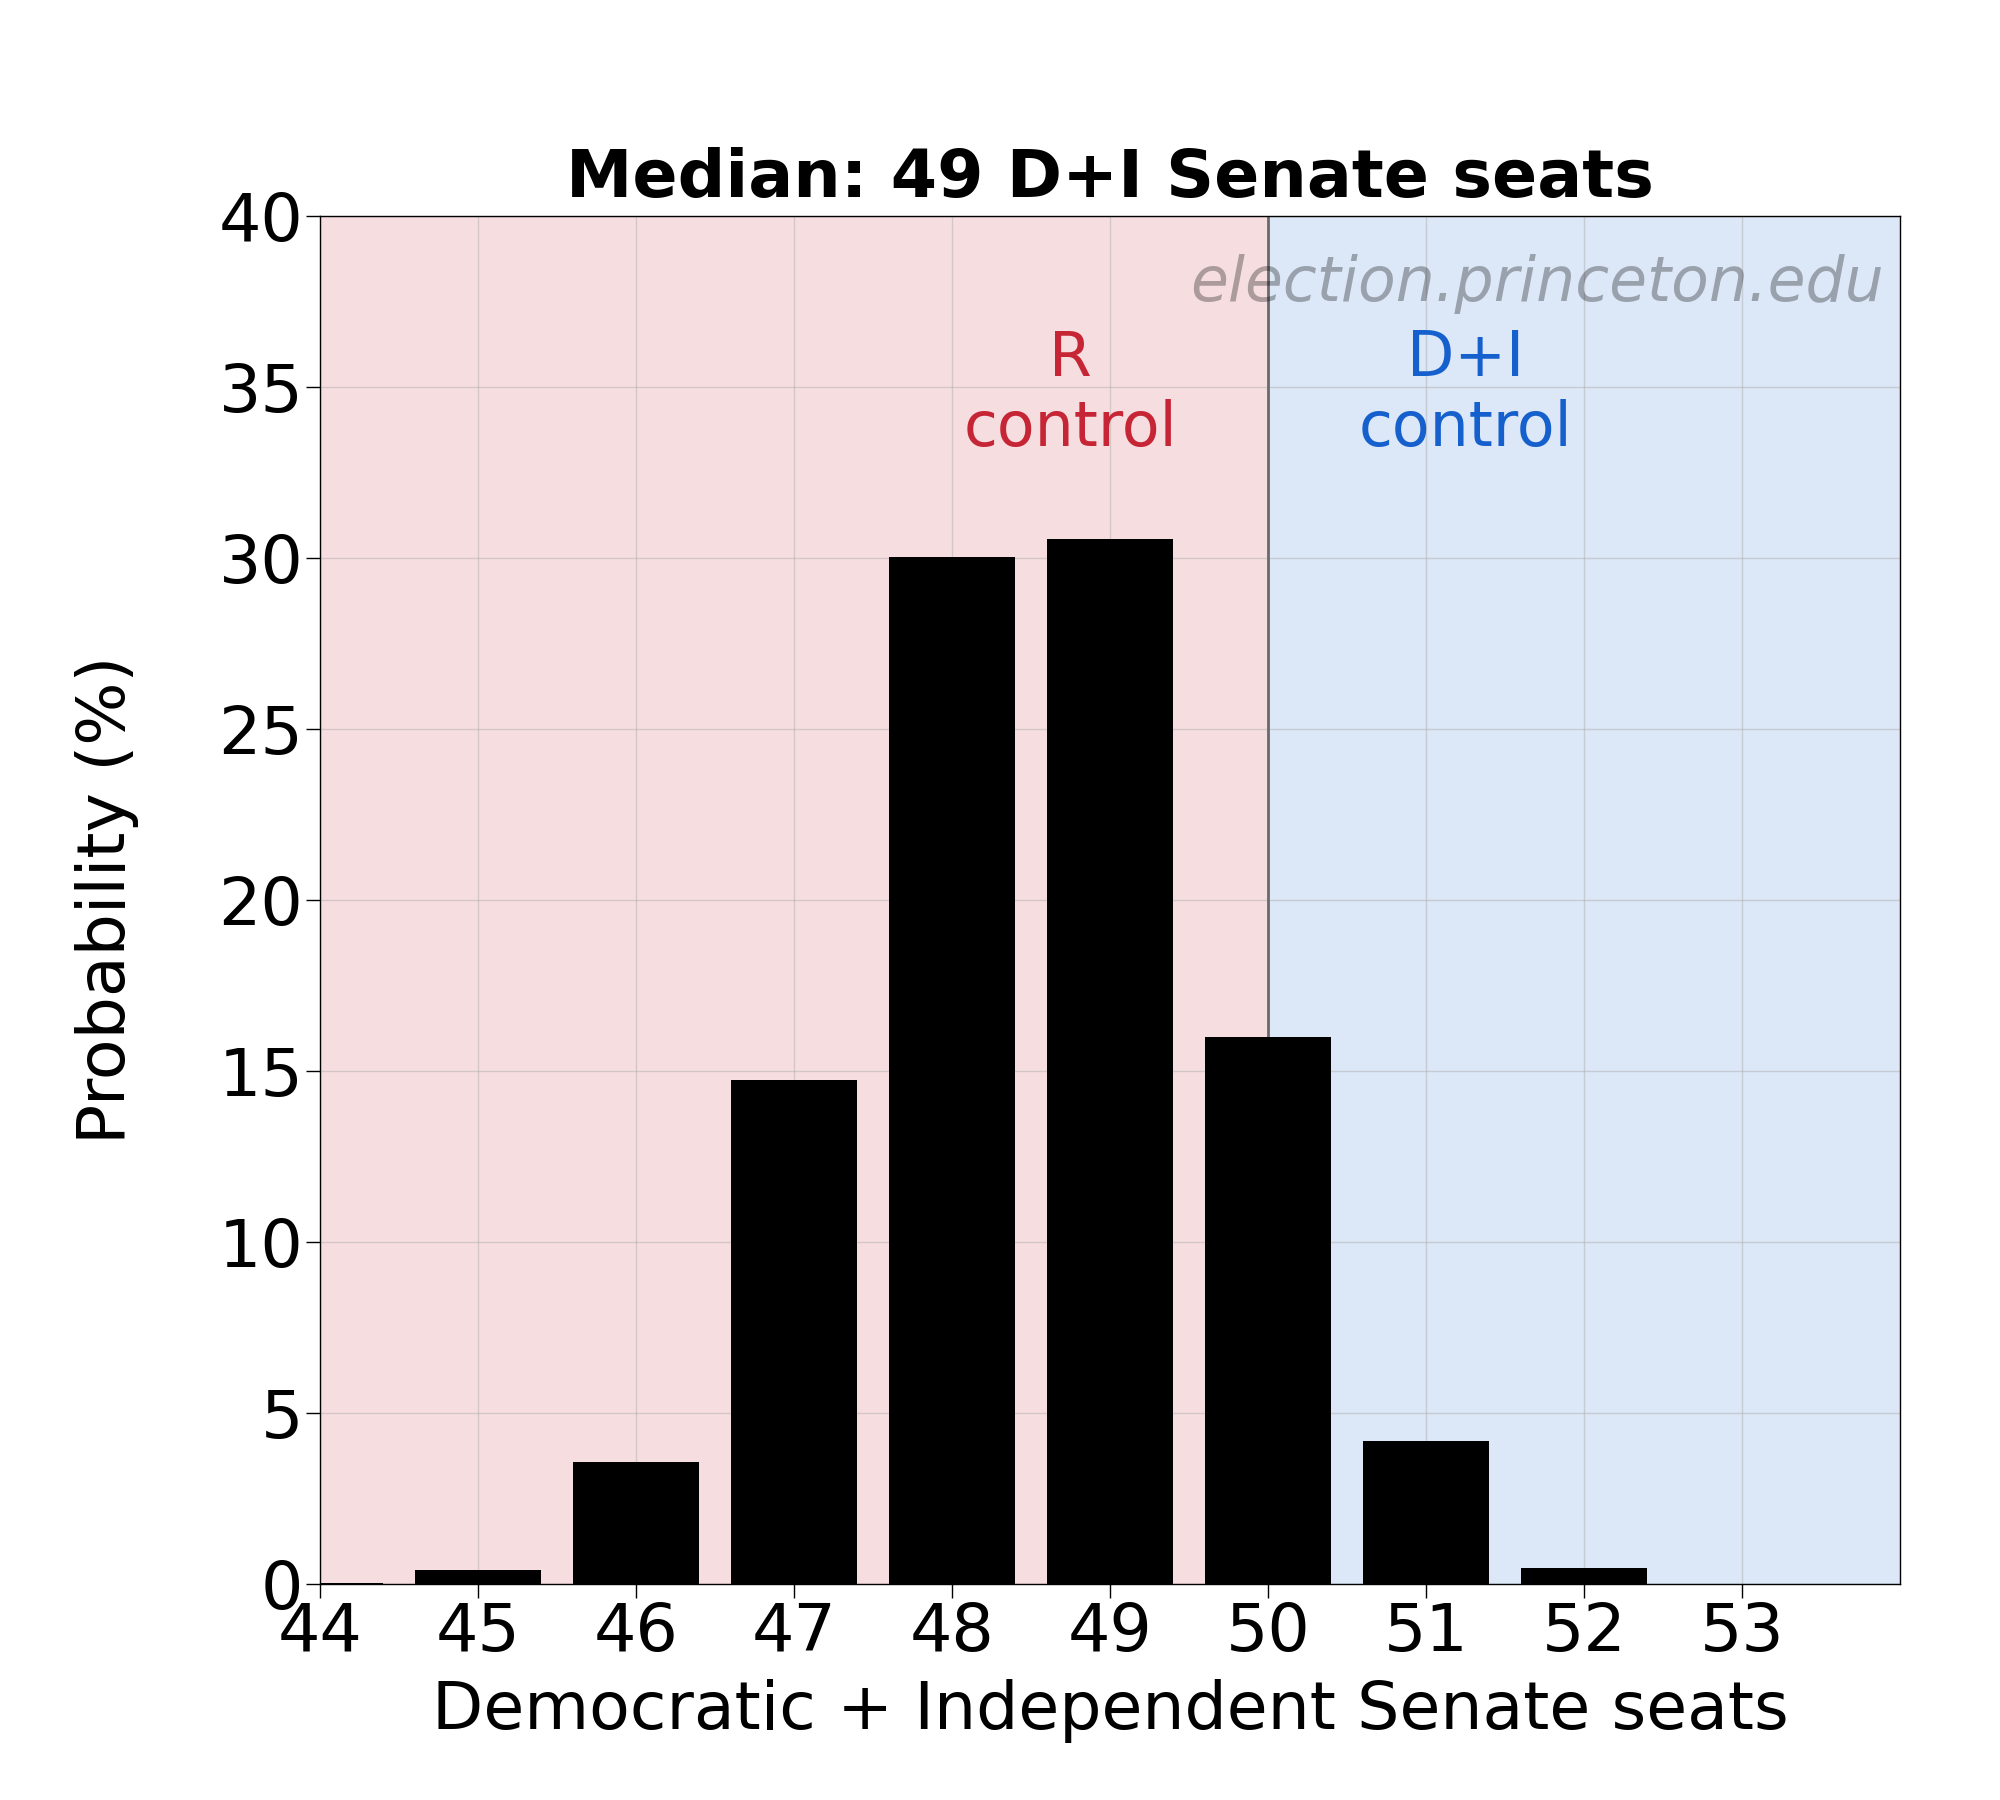 Median: 49 D+I Senate seats
election.princeton.edu
R
control
D+I
control
40
35
30
25
20
15
10
5
0
Probability (%)
44 45 46 47 48 49 50 51 52 53
Democratic + Independent Senate seats